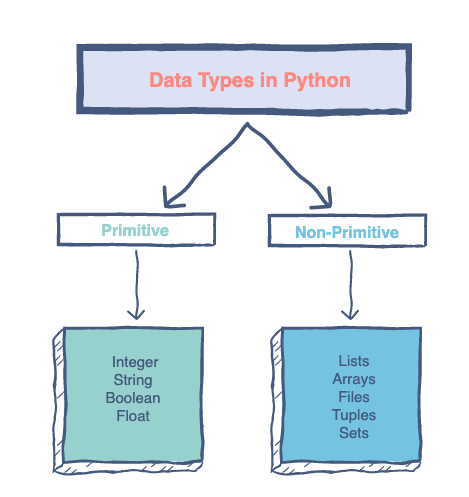 Data Types in Python
Primitive
Non-Primitive
Integer
String
Boolean
Float
Lists
Arrays
Files
Tuples
Sets